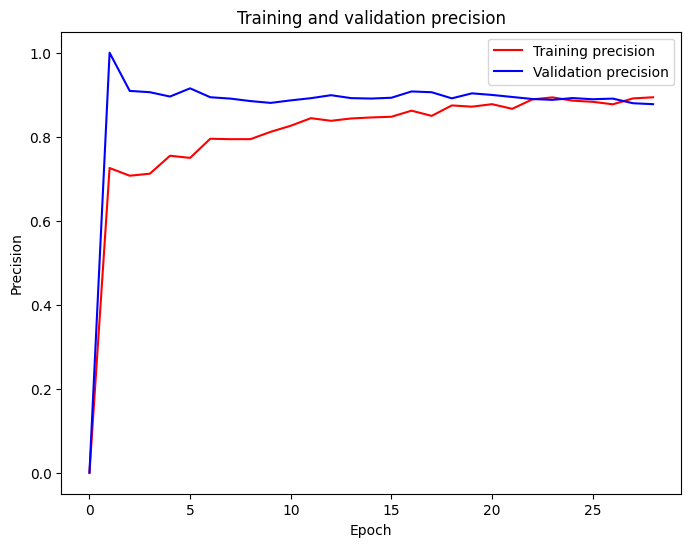 Training and validation precision
Training precision
Validation precision
1.0
0.8
0.6
0.4
0.2
0.0
Precision
0 5 10 15 20 25
Epoch